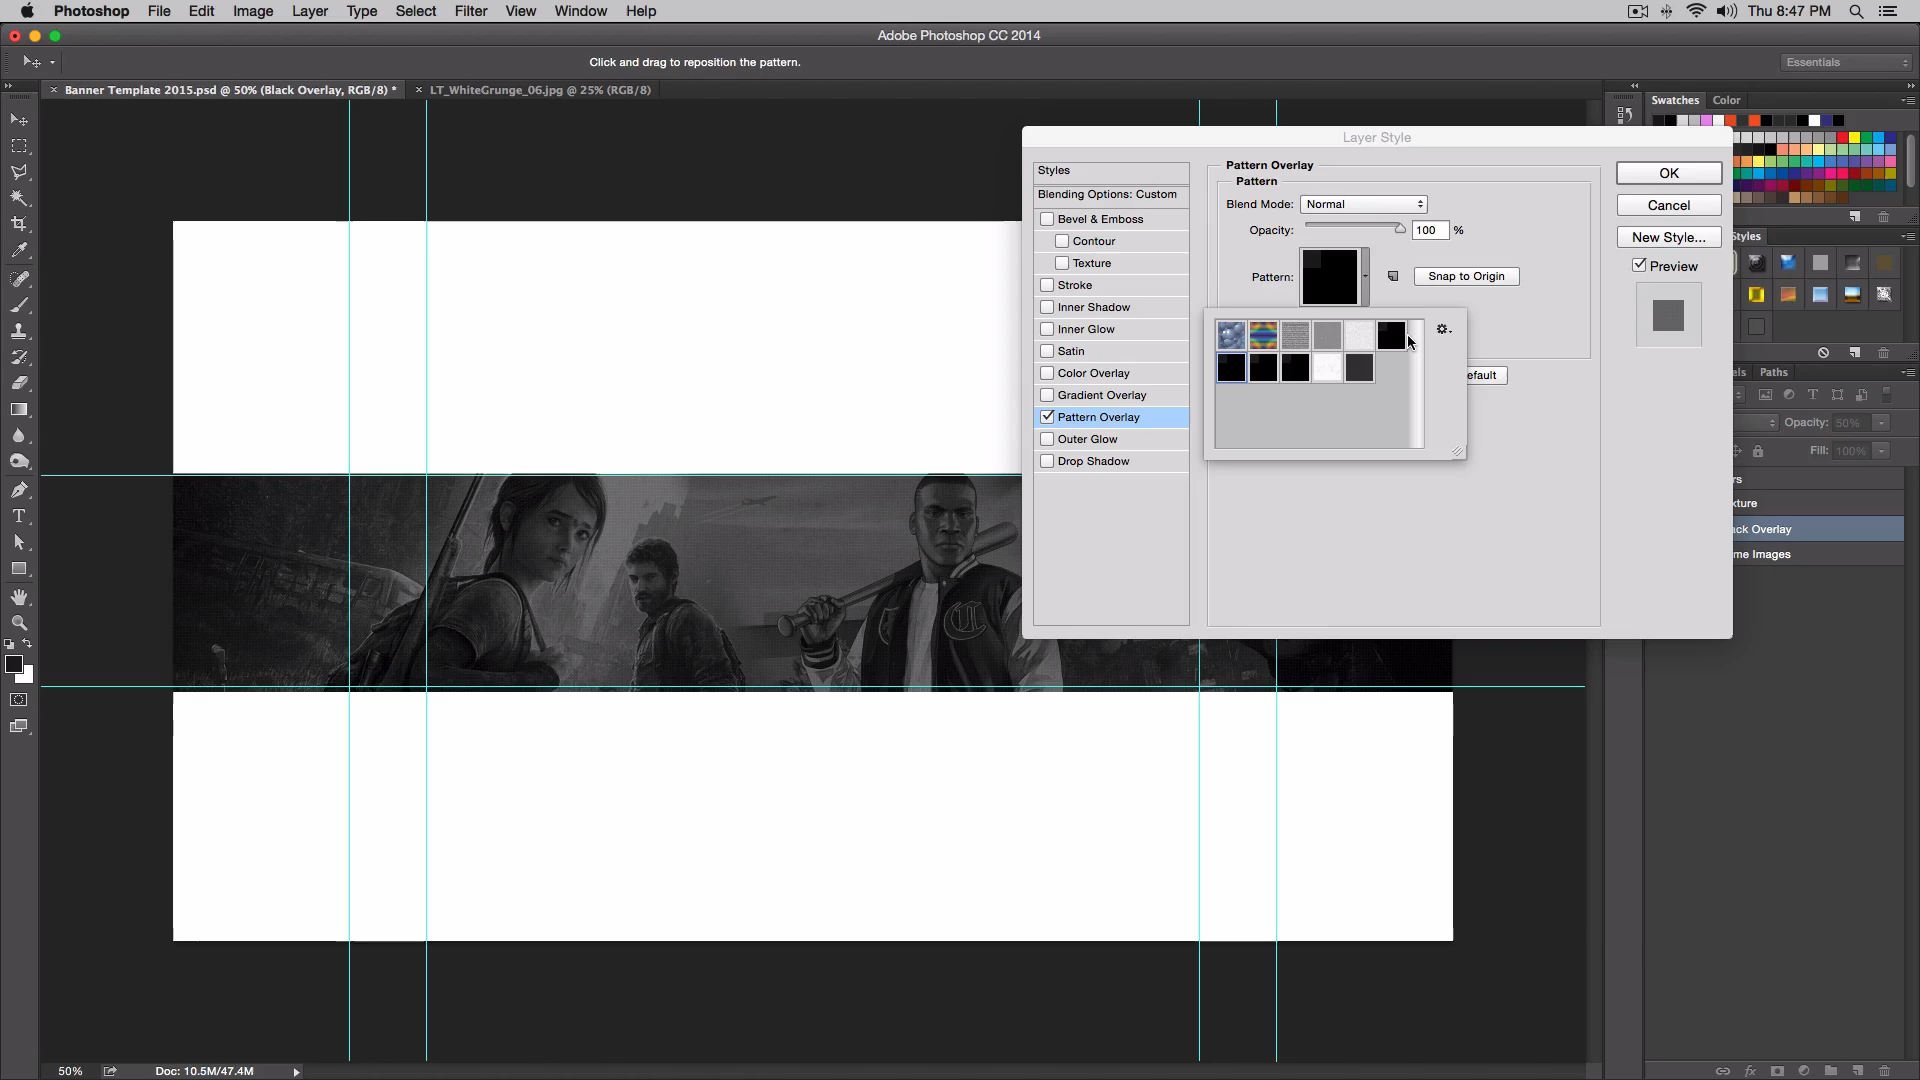 Photoshop File Edit Image Layer Type Select Filter View Window Help Thu 8:47 PM
Adobe Photoshop CC 2014
Click and drag to reposition the pattern.
Essentials
Banner Template 2015.psd @ 50% (Black Overlay, RGB/8) *
LT_WhiteGrunge_06.jpg @ 25% (RGB/8)
Swatches Color
Layer Style
Styles
Blending Options: Custom
Bevel & Emboss
Contour
Texture
Stroke
Inner Shadow
Inner Glow
Satin
Color Overlay
Gradient Overlay
Pattern Overlay
Outer Glow
Drop Shadow
Pattern Overlay
Pattern
Blend Mode: Normal
Opacity: 100 %
Pattern: Snap to Origin
efault
OK
Cancel
New Style...
Preview
tyles
els Paths
Opacity: 50%
Fill: 100%
rs
xture
ack Overlay
me Images
C
50% Doc: 10.5M/47.4M
fx